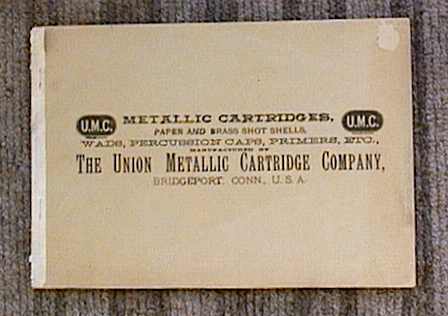 U.M.C. METALLIC CARTRIDGES, U.M.C.
PAPER AND BRASS SHOT SHELLS,
WADS, PERCUSSION CAPS, PRIMERS, ETC.,
MANUFACTURED BY
THE UNION METALLIC CARTRIDGE COMPANY,
BRIDGEPORT, CONN., U.S.A.